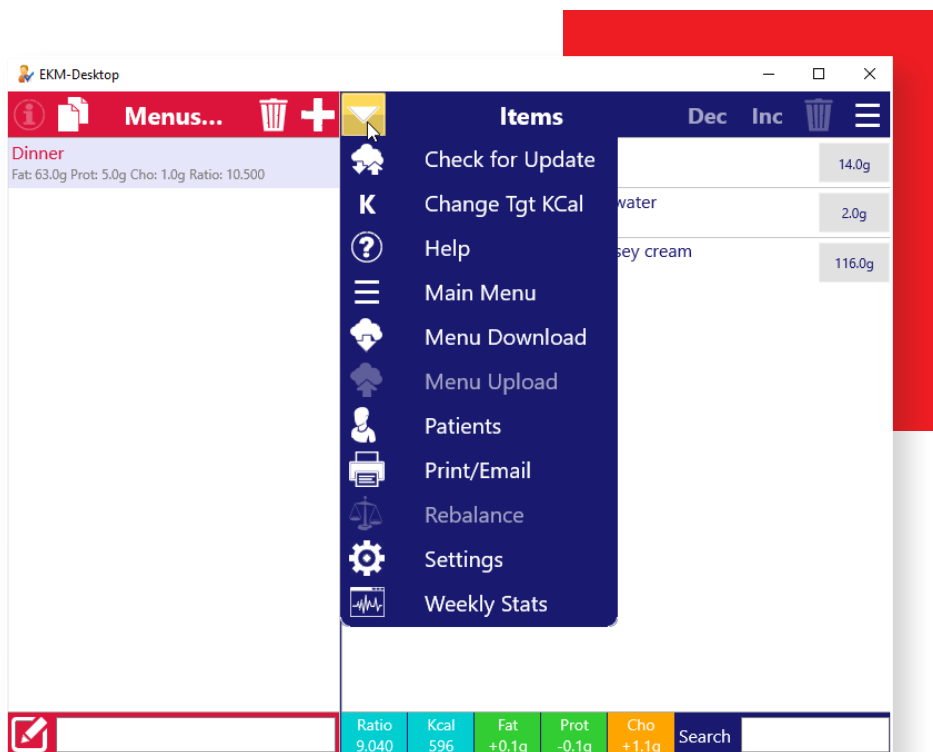 EKM-Desktop
Menus...
Items
Dec
Inc
Dinner
Fat: 63.0g Prot: 5.0g Cho: 1.0g Ratio: 10.500
Check for Update
14.0g
K
Change Tgt KCal
water
2.0g
Help
sey cream
116.0g
Main Menu
Menu Download
Menu Upload
Patients
Print/Email
Rebalance
Settings
Weekly Stats
Ratio
9.040
Kcal
596
Fat
+0.1g
Prot
-0.1g
Cho
+1.1g
Search